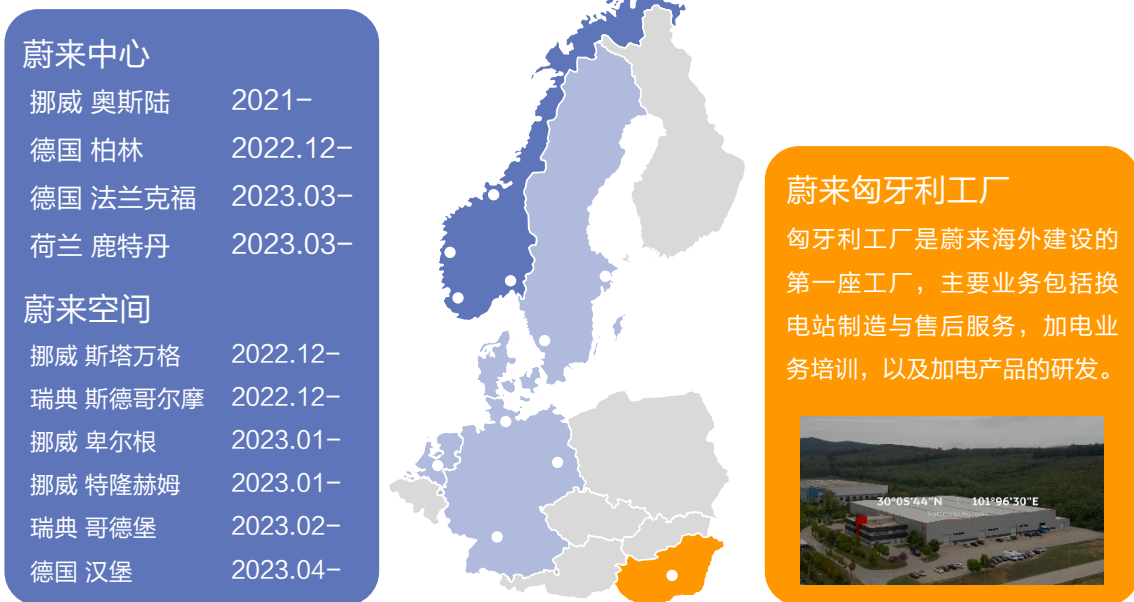 蔚来中心
挪威 奥斯陆 2021-
德国 柏林 2022.12-
德国 法兰克福 2023.03-
荷兰 鹿特丹 2023.03-
蔚来空间
挪威 斯塔万格 2022.12-
瑞典 斯德哥尔摩 2022.12-
挪威 卑尔根 2023.01-
挪威 特隆赫姆 2023.01-
瑞典 哥德堡 2023.02-
德国 汉堡 2023.04-
蔚来匈牙利工厂
匈牙利工厂是蔚来海外建设的
第一座工厂，主要业务包括换
电站制造与售后服务，加电业
务培训，以及加电产品的研发。
30°05'44"N 101°96'30"E